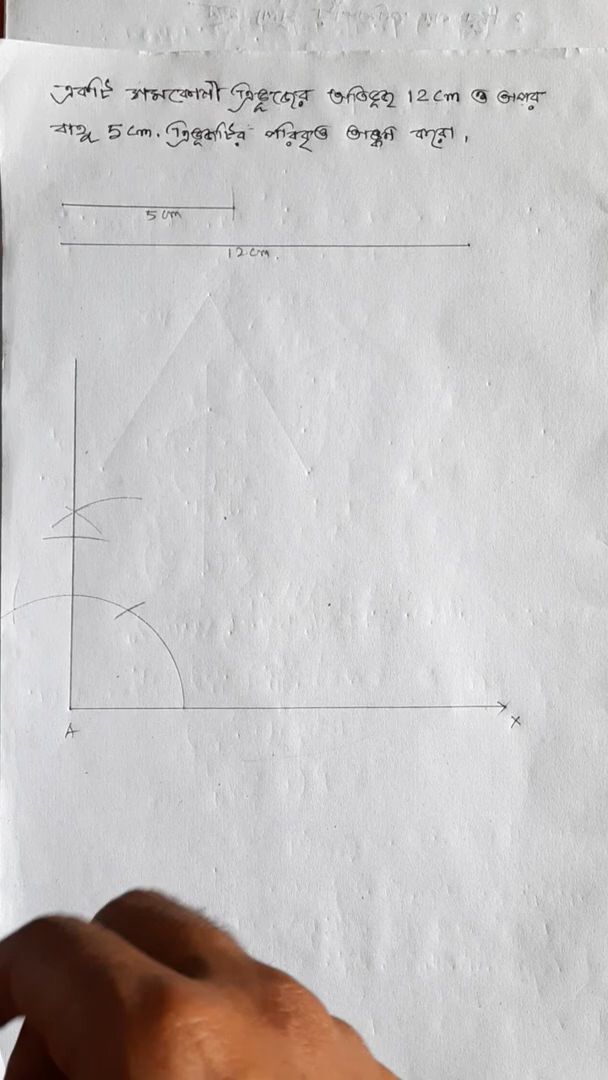 একটি সমকোনী ত্রিভূজের অতিভূজ 12 cm ও অপর
বাহু 5 cm. ত্রিভূজটির পরিবৃত্ত অঙ্কন করো।
5 cm
12 cm.
A
X